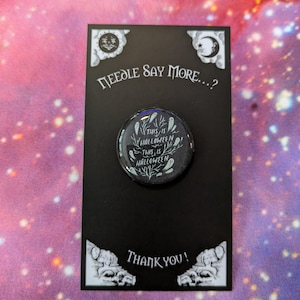 NEEDLE SAY MORE...?
THIS IS
HALLOWEEN
THIS IS
HALLOWEEN
THANK YOU!